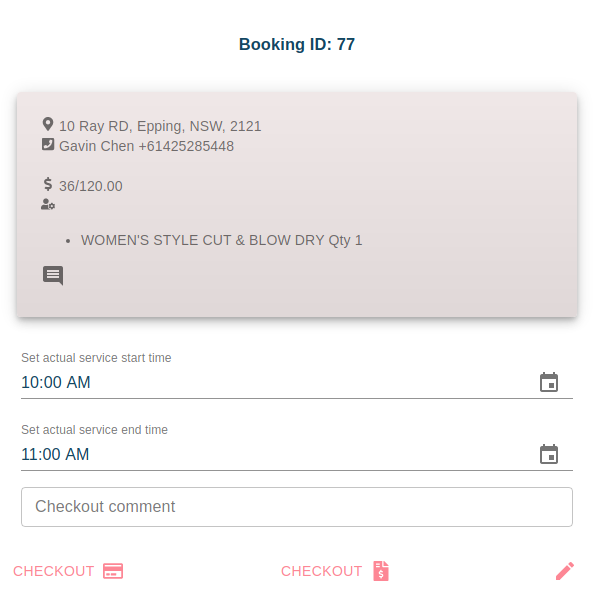 Booking ID: 77
10 Ray RD, Epping, NSW, 2121
Gavin Chen +61425285448
$ 36/120.00
• WOMEN'S STYLE CUT & BLOW DRY Qty 1
Set actual service start time
10:00 AM
Set actual service end time
11:00 AM
Checkout comment
CHECKOUT CHECKOUT